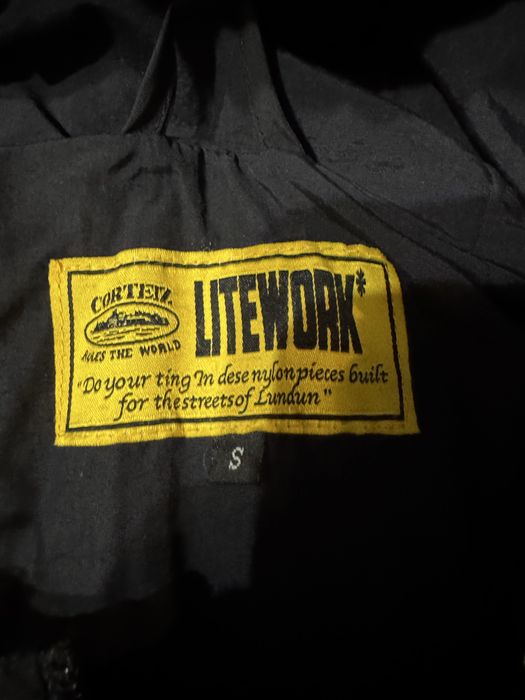 CORTEIZ
RULES THE WORLD
LITEWORK*
"Do your ting In dese nylon pieces built
for the streets of Lundun"
S